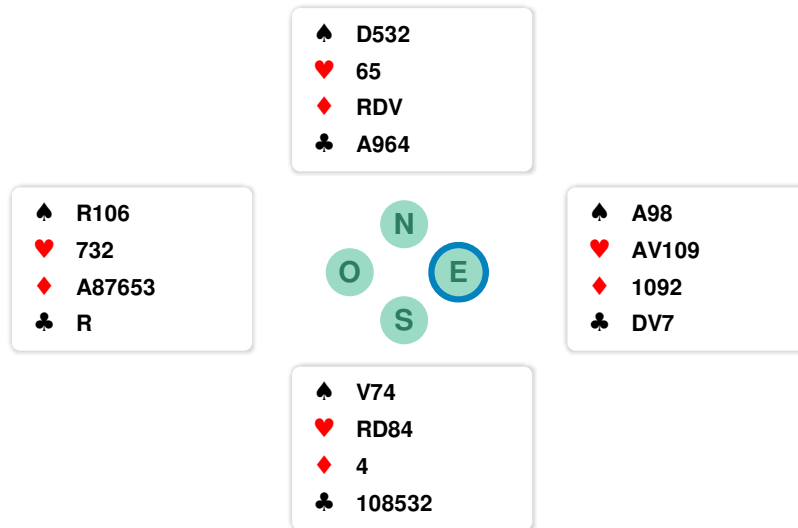 ♠ D532
♥ 65
♦ RDV
♣ A964
♠ R106
♥ 732
♦ A87653
♣ R
N
O
E
S
♠ A98
♥ AV109
♦ 1092
♣ DV7
♠ V74
♥ RD84
♦ 4
♣ 108532